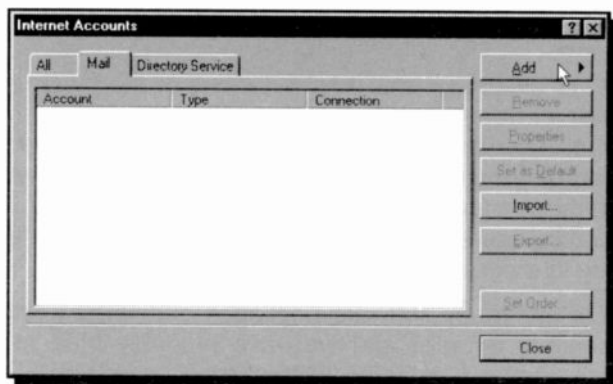 Internet Accounts
All Mail Directory Service
Add
Account Type Connection
Remove
Properties
Set as Default
Import...
Export...
Set Order...
Close